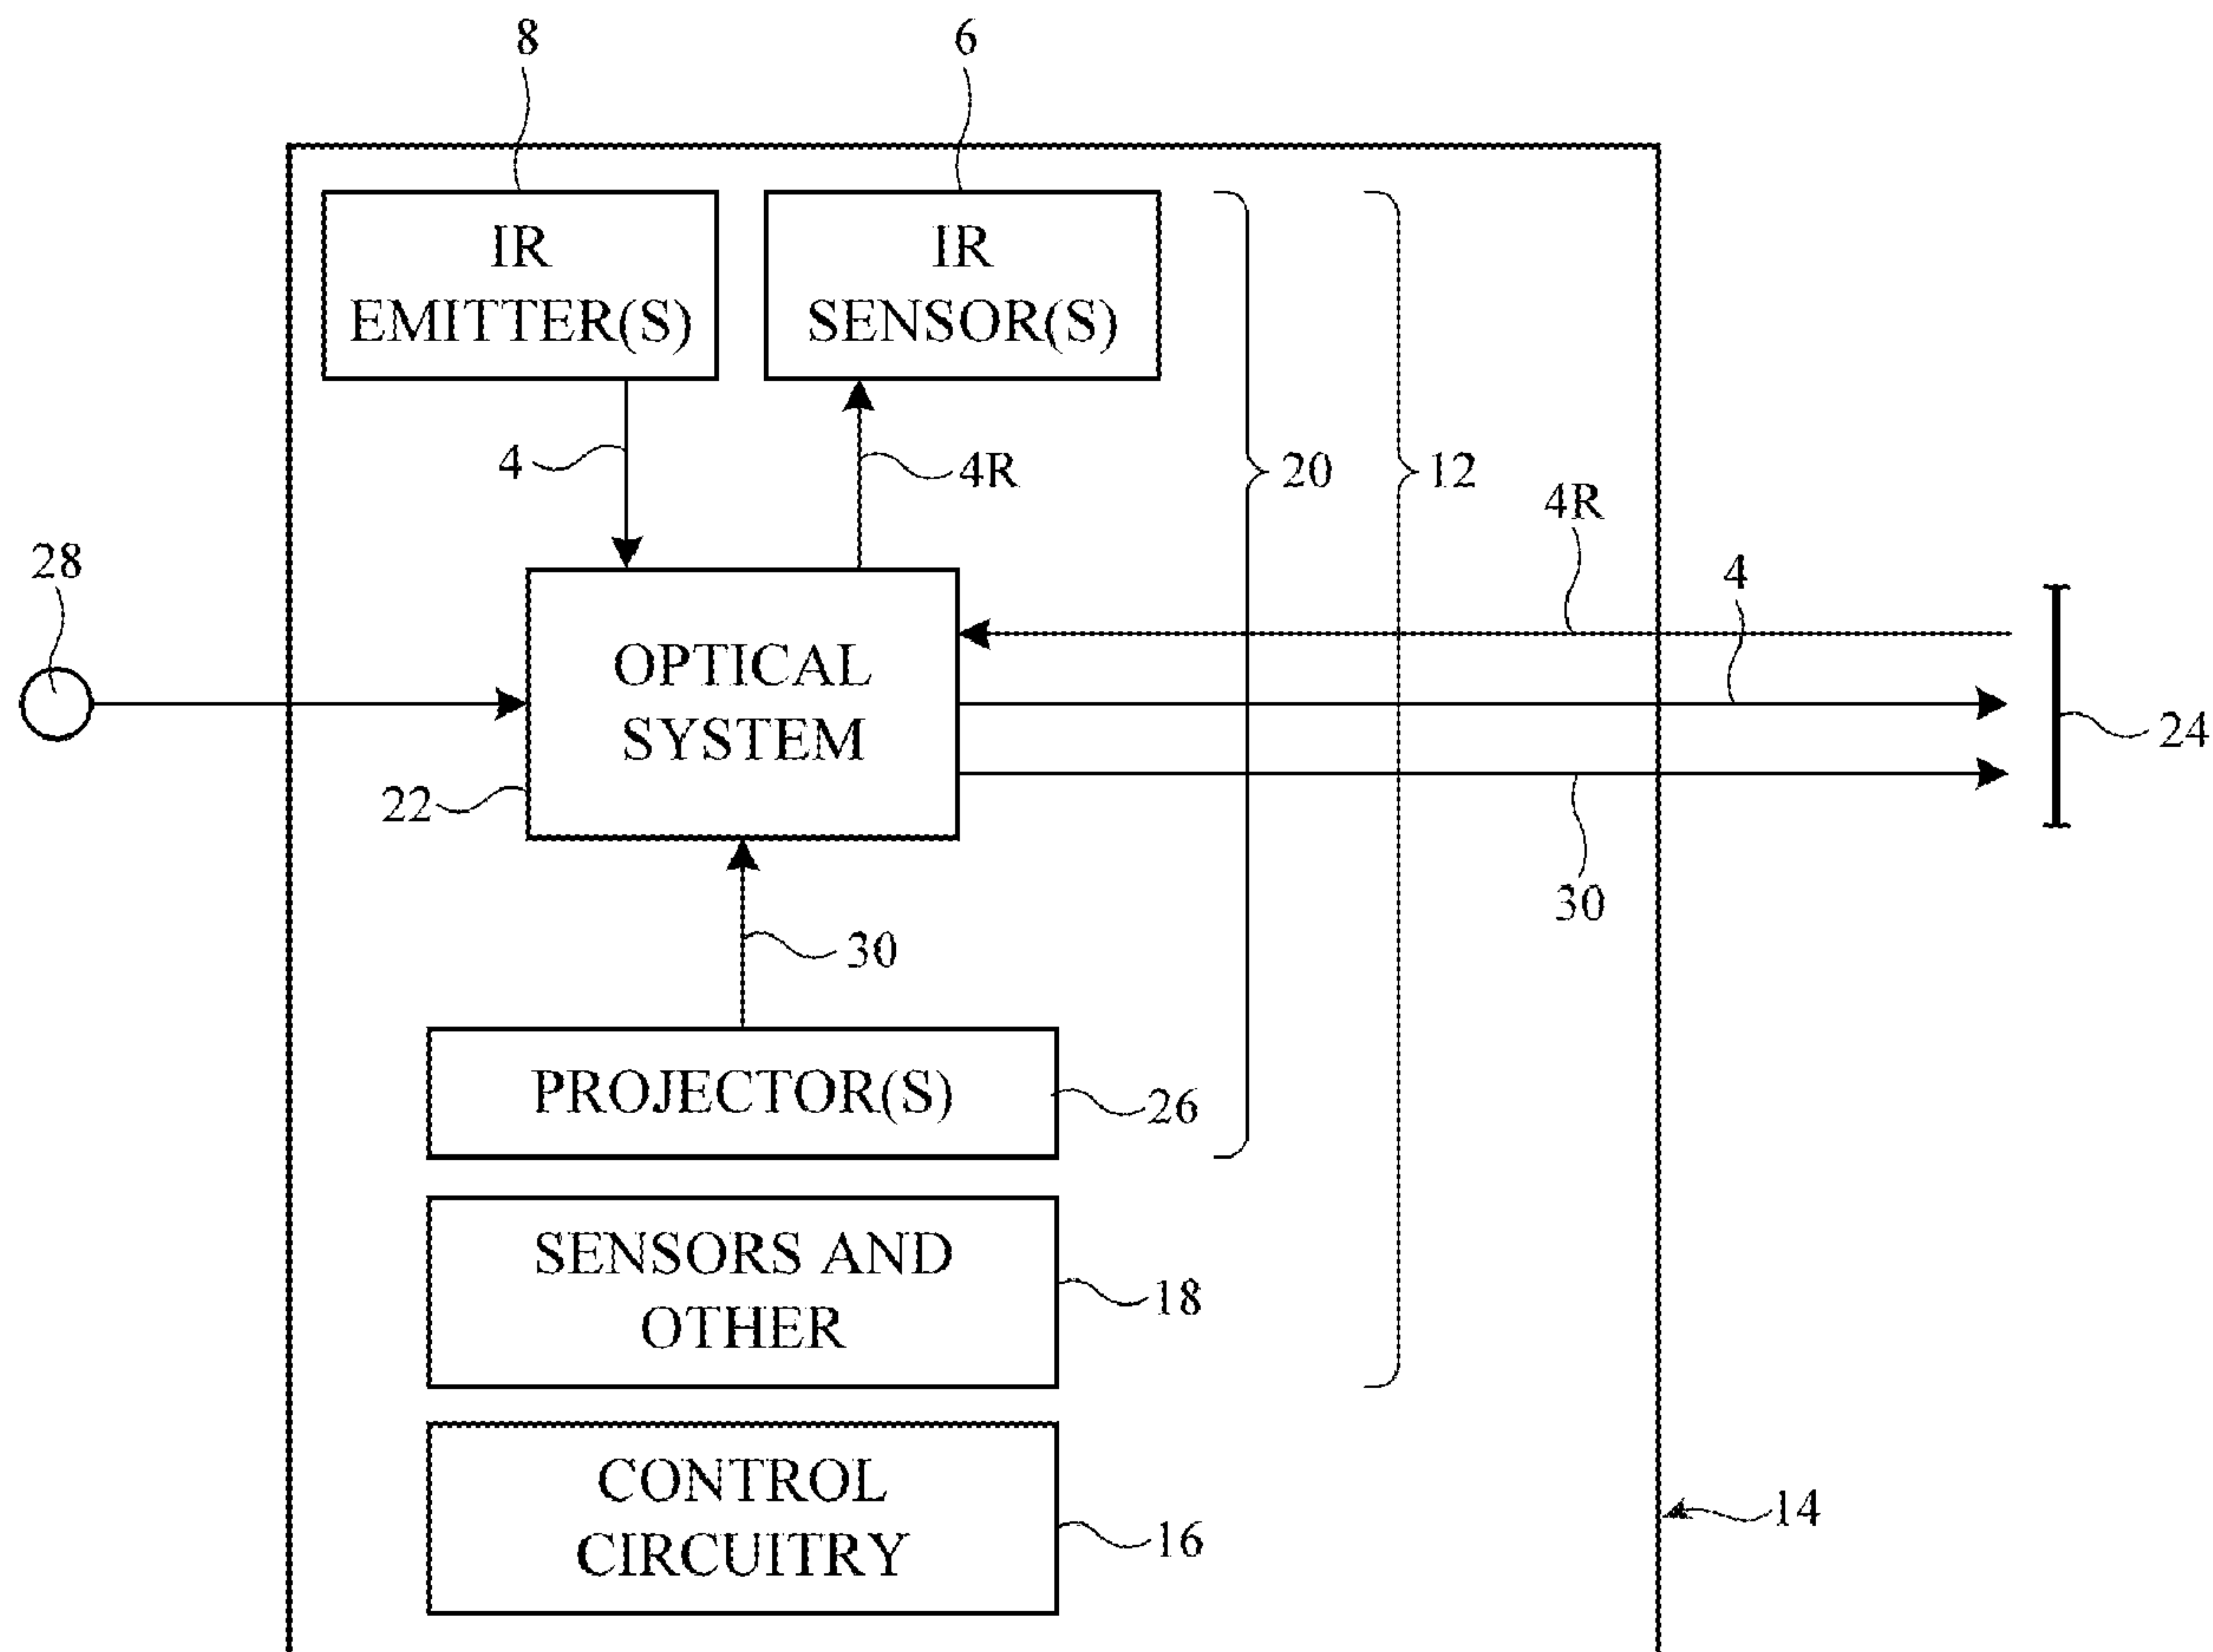 8
6
IR
EMITTER(S)
IR
SENSOR(S)
4
4R
20
12
4R
4
28
OPTICAL
SYSTEM
24
22
30
30
PROJECTOR(S)
26
SENSORS AND
OTHER
18
CONTROL
CIRCUITRY
16
14